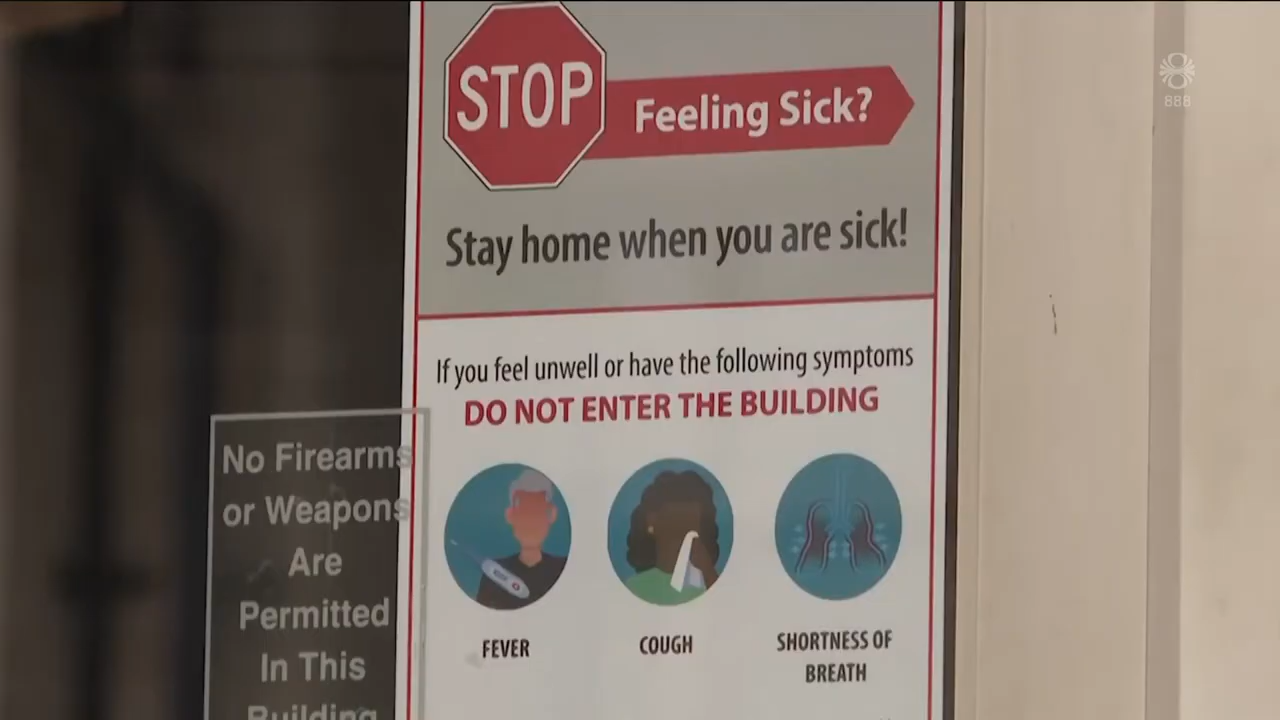 STOP
Feeling Sick?
Stay home when you are sick!
If you feel unwell or have the following symptoms
DO NOT ENTER THE BUILDING
FEVER
COUGH
SHORTNESS OF
BREATH
No Firearms
or Weapons
Are
Permitted
In This
Building
888